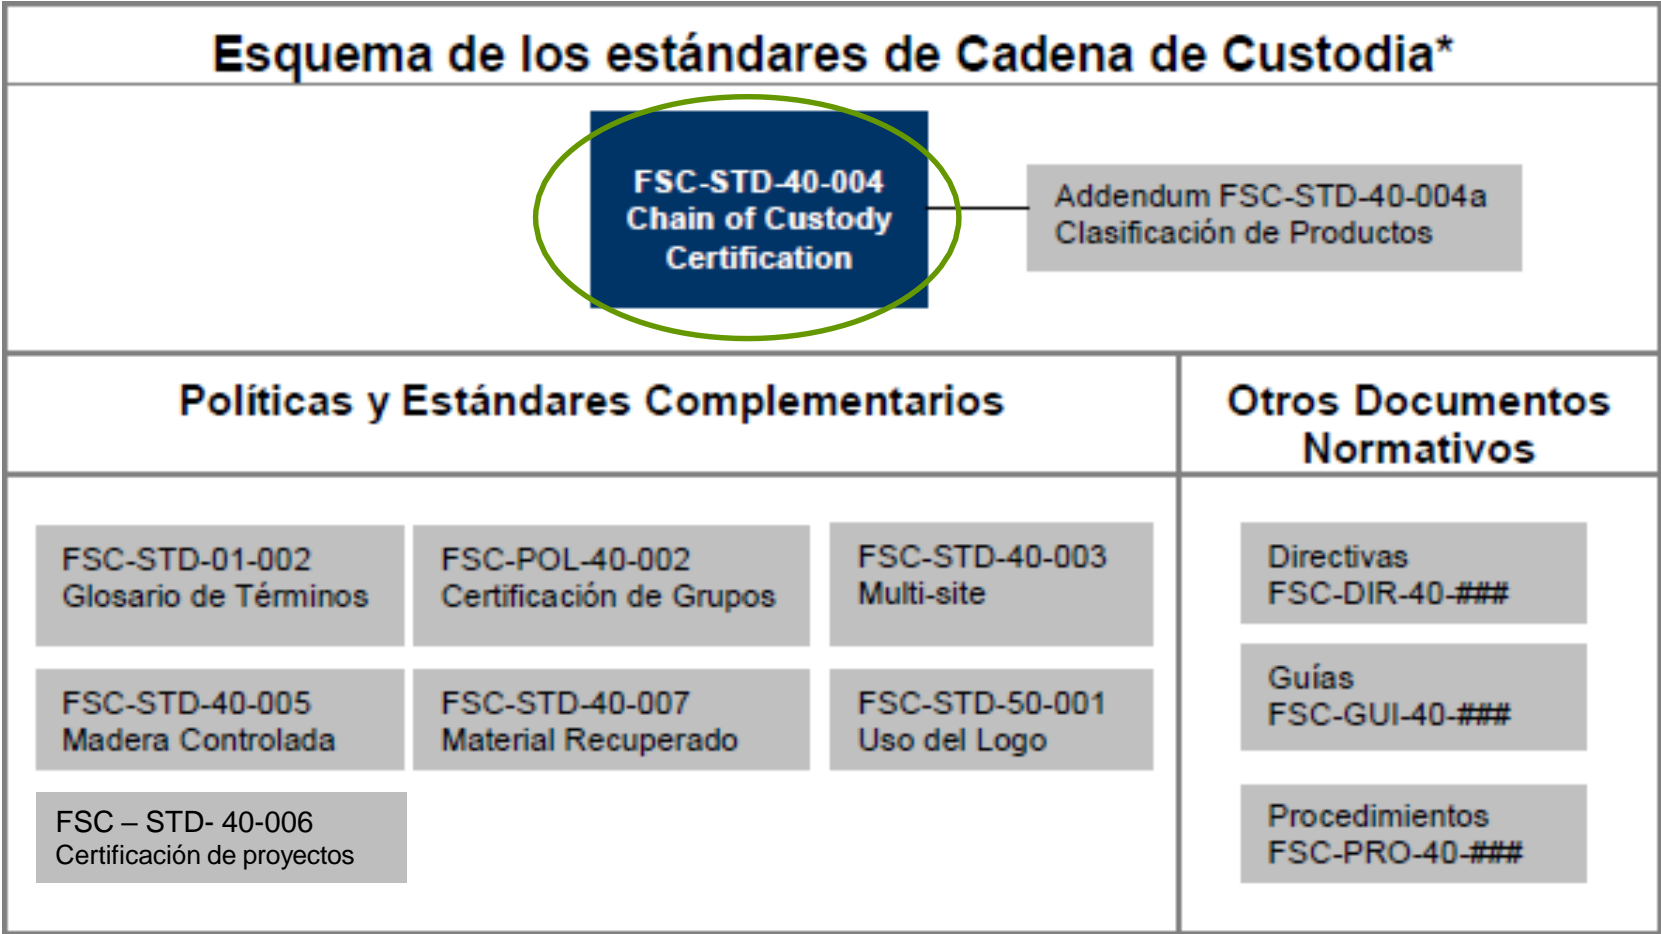 Esquema de los estándares de Cadena de Custodia*
FSC-STD-40-004
Chain of Custody
Certification
Addendum FSC-STD-40-004a
Clasificación de Productos
Políticas y Estándares Complementarios
Otros Documentos
Normativos
FSC-STD-01-002
Glosario de Términos
FSC-POL-40-002
Certificación de Grupos
FSC-STD-40-003
Multi-site
FSC-STD-40-005
Madera Controlada
FSC-STD-40-007
Material Recuperado
FSC-STD-50-001
Uso del Logo
FSC – STD- 40-006
Certificación de proyectos
Directivas
FSC-DIR-40-###
Guías
FSC-GUI-40-###
Procedimientos
FSC-PRO-40-###